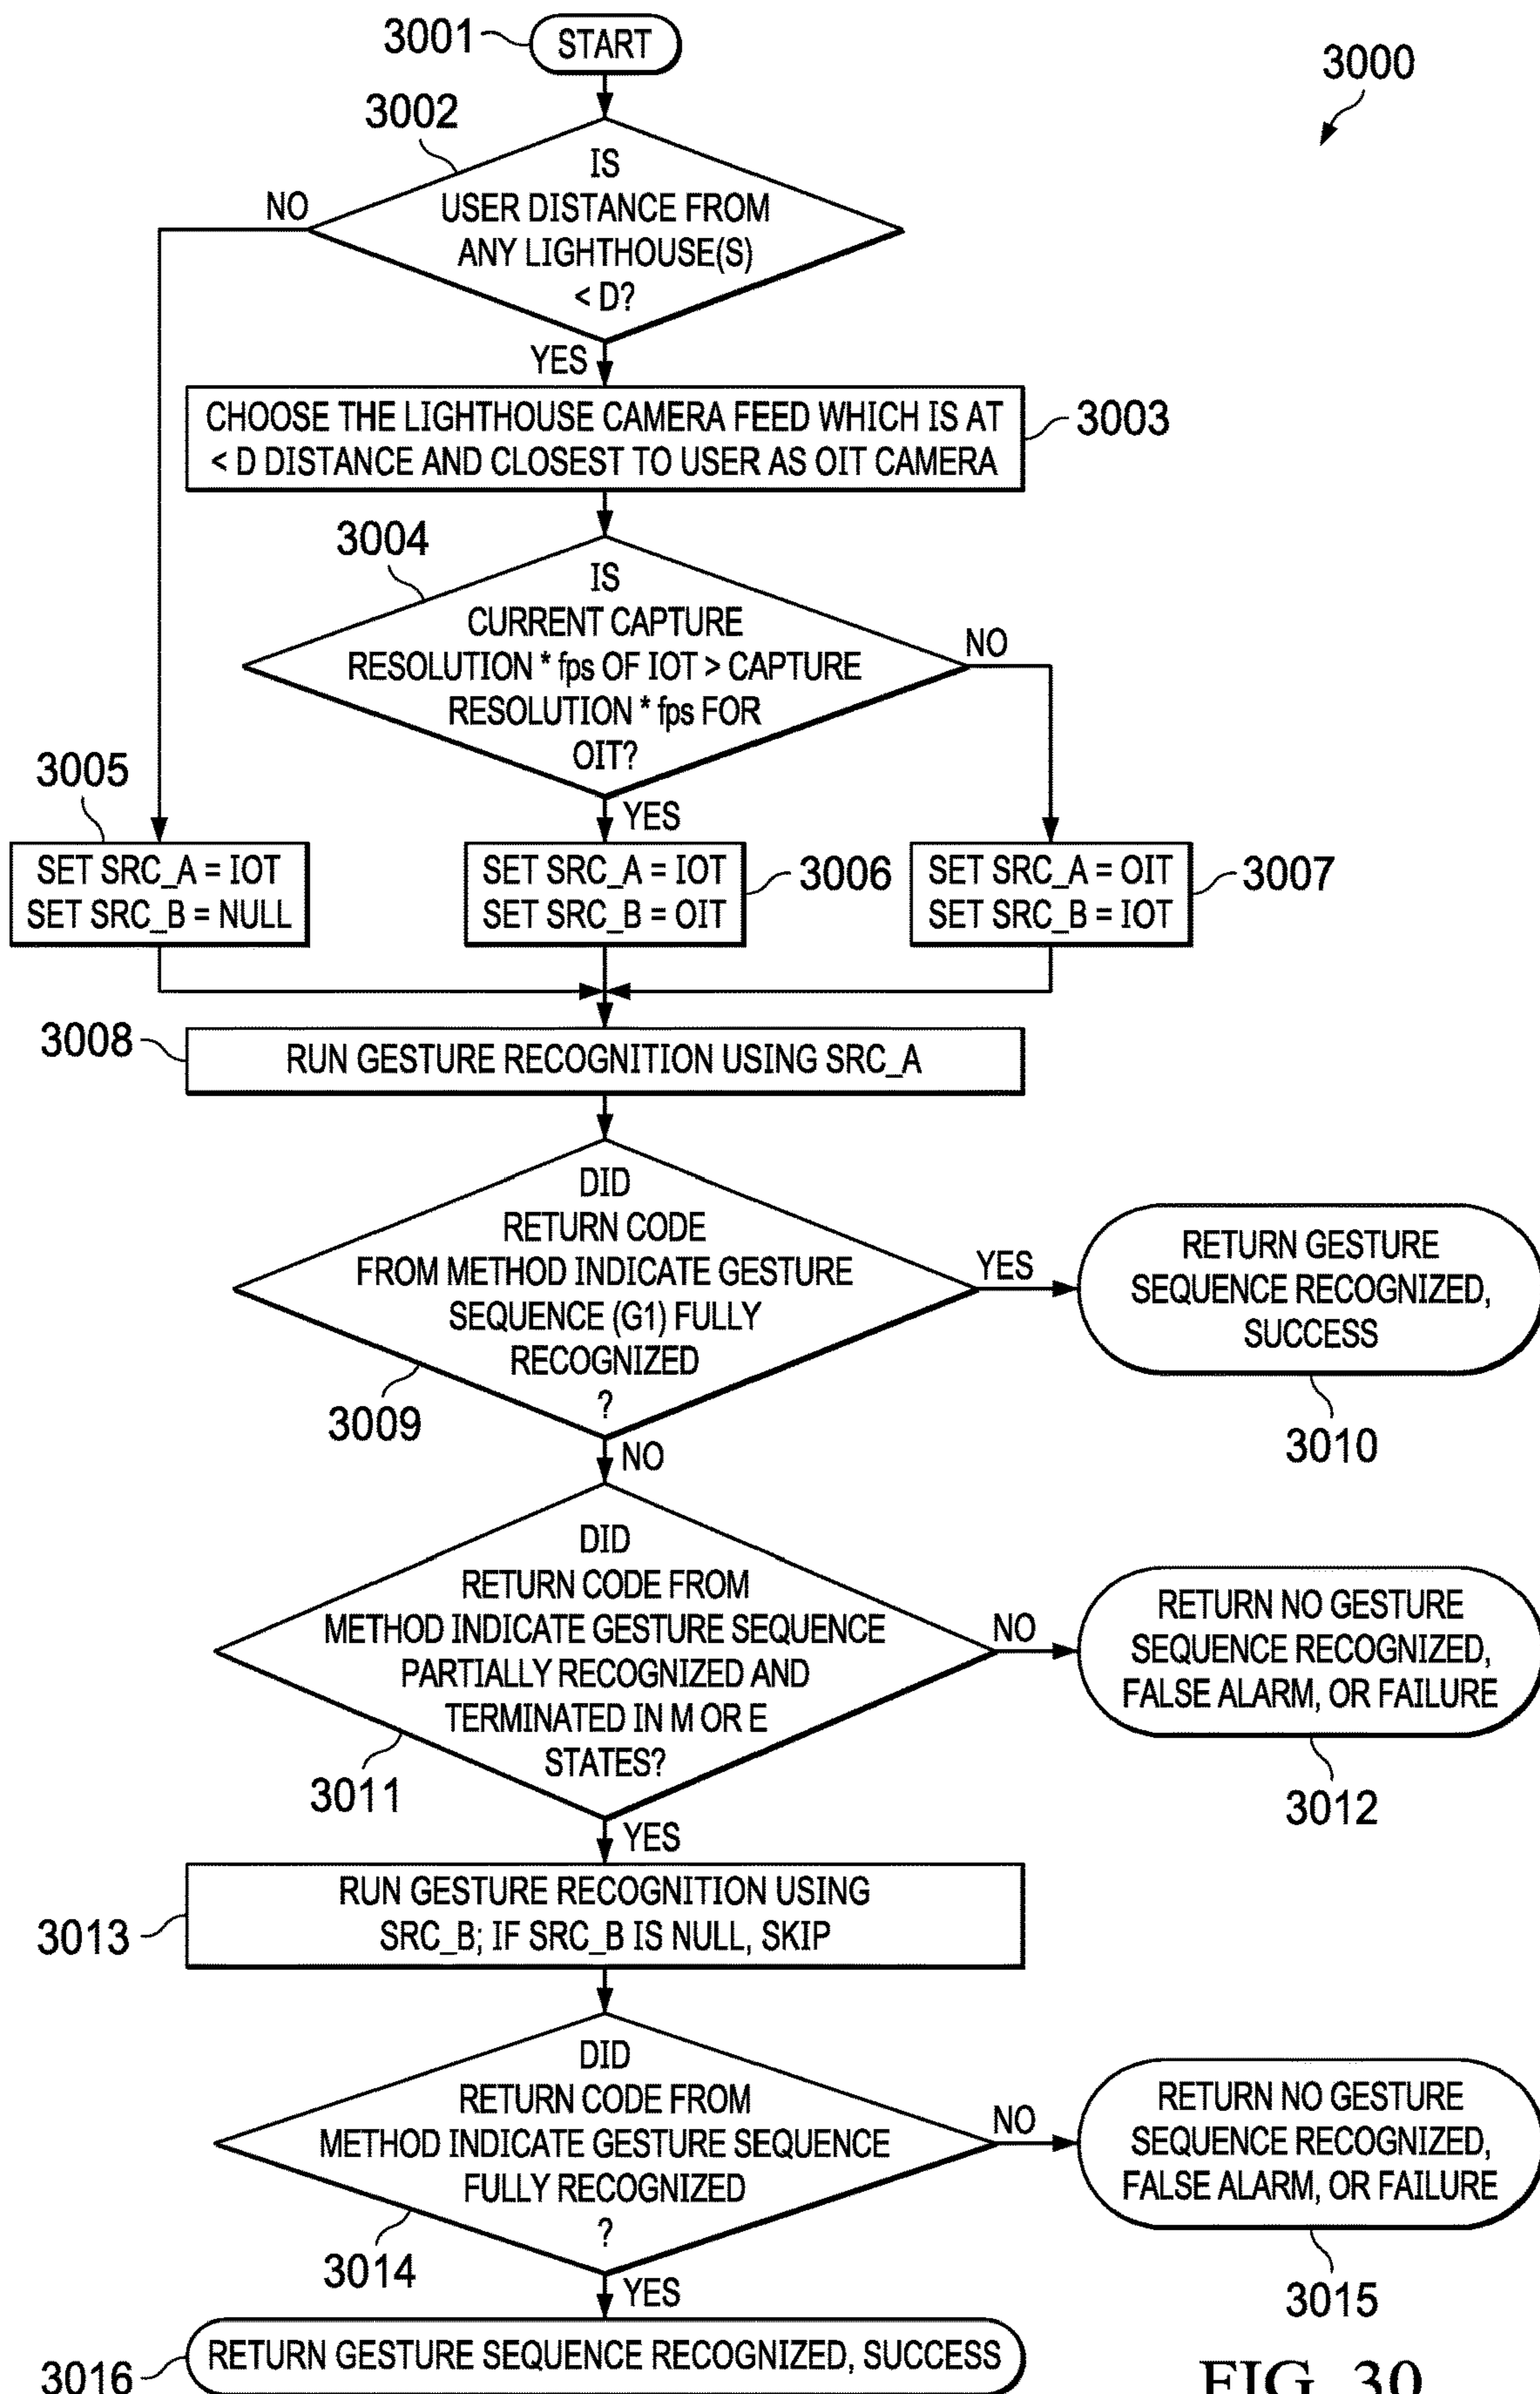 3001
START
3000
3002
IS
USER DISTANCE FROM
ANY LIGHTHOUSE(S)
< D?
NO
YES
CHOOSE THE LIGHTHOUSE CAMERA FEED WHICH IS AT
< D DISTANCE AND CLOSEST TO USER AS OIT CAMERA
3003
3004
IS
CURRENT CAPTURE
RESOLUTION * fps OF IOT > CAPTURE
RESOLUTION * fps FOR
OIT?
NO
YES
3005
SET SRC_A = IOT
SET SRC_B = NULL
SET SRC_A = IOT
SET SRC_B = OIT
3006
SET SRC_A = OIT
SET SRC_B = IOT
3007
3008
RUN GESTURE RECOGNITION USING SRC_A
DID
RETURN CODE
FROM METHOD INDICATE GESTURE
SEQUENCE (G1) FULLY
RECOGNIZED
?
3009
YES
RETURN GESTURE
SEQUENCE RECOGNIZED,
SUCCESS
3010
NO
DID
RETURN CODE FROM
METHOD INDICATE GESTURE SEQUENCE
PARTIALLY RECOGNIZED AND
TERMINATED IN M OR E
STATES?
3011
NO
RETURN NO GESTURE
SEQUENCE RECOGNIZED,
FALSE ALARM, OR FAILURE
3012
YES
RUN GESTURE RECOGNITION USING
SRC_B; IF SRC_B IS NULL, SKIP
3013
DID
RETURN CODE FROM
METHOD INDICATE GESTURE SEQUENCE
FULLY RECOGNIZED
?
3014
NO
RETURN NO GESTURE
SEQUENCE RECOGNIZED,
FALSE ALARM, OR FAILURE
3015
YES
RETURN GESTURE SEQUENCE RECOGNIZED, SUCCESS
3016
FIG. 30